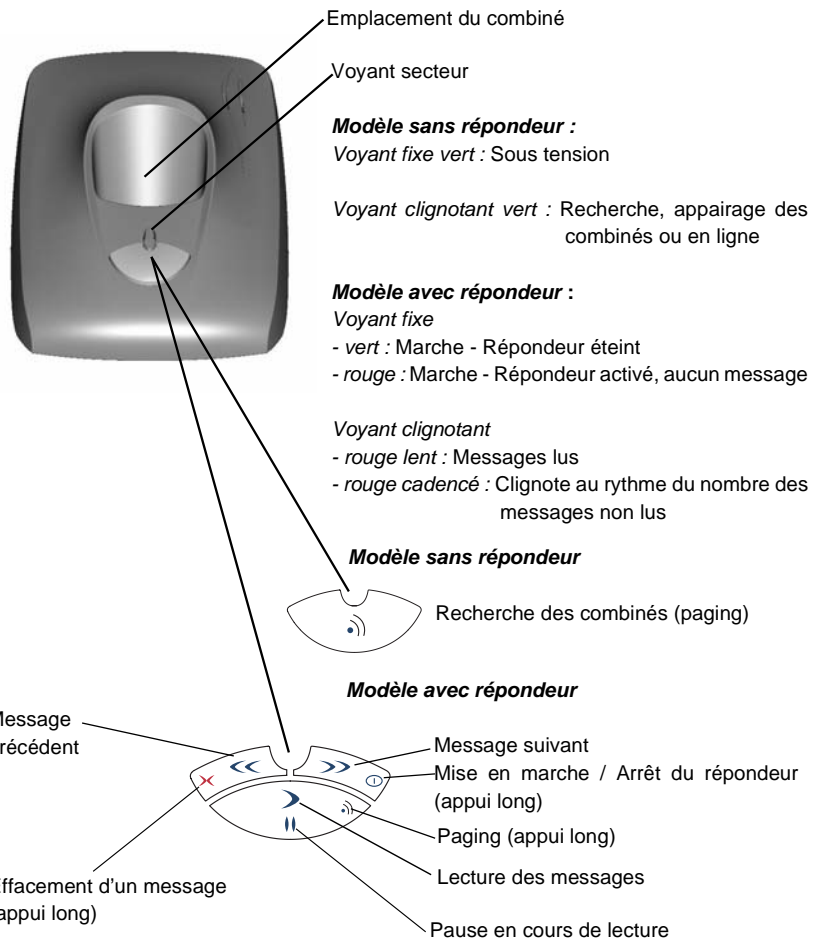 Emplacement du combiné
Voyant secteur
Modèle sans répondeur :
Voyant fixe vert : Sous tension
Voyant clignotant vert : Recherche, appairage des
combinés ou en ligne
Modèle avec répondeur :
Voyant fixe
- vert : Marche - Répondeur éteint
- rouge : Marche - Répondeur activé, aucun message
Voyant clignotant
- rouge lent : Messages lus
- rouge cadencé : Clignote au rythme du nombre des
messages non lus
Modèle sans répondeur
Recherche des combinés (paging)
Modèle avec répondeur
Message
récédent
Message suivant
Mise en marche / Arrêt du répondeur
(appui long)
Paging (appui long)
Lecture des messages
Effacement d'un message
appui long)
Pause en cours de lecture